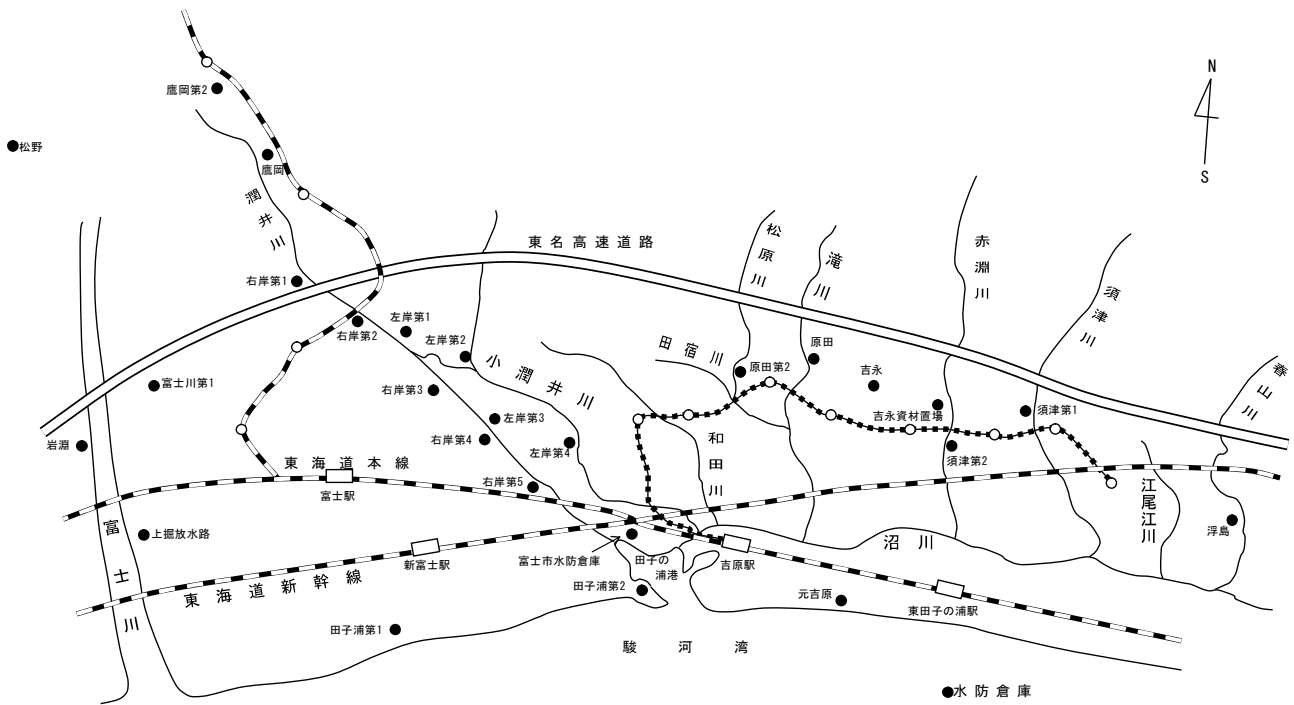 N
S
鷹岡第2
松野
鷹岡
潤井川
東名高速道路
松原川
滝川
赤淵川
須津川
春山川
右岸第1
右岸第2
左岸第1
左岸第2
小潤井川
田宿川
原田
原田第2
吉永
吉永資材置場
須津第1
須津第2
富士川第1
右岸第3
左岸第3
右岸第4
左岸第4
右岸第5
和田川
岩淵
東海道本線
富士駅
江尾江川
浮島
富士川
上掘放水路
新富士駅
東海道新幹線
富士市水防倉庫
田子の
浦港
吉原駅
沼川
田子浦第2
元吉原
東田子の浦駅
田子浦第1
駿河湾
水防倉庫